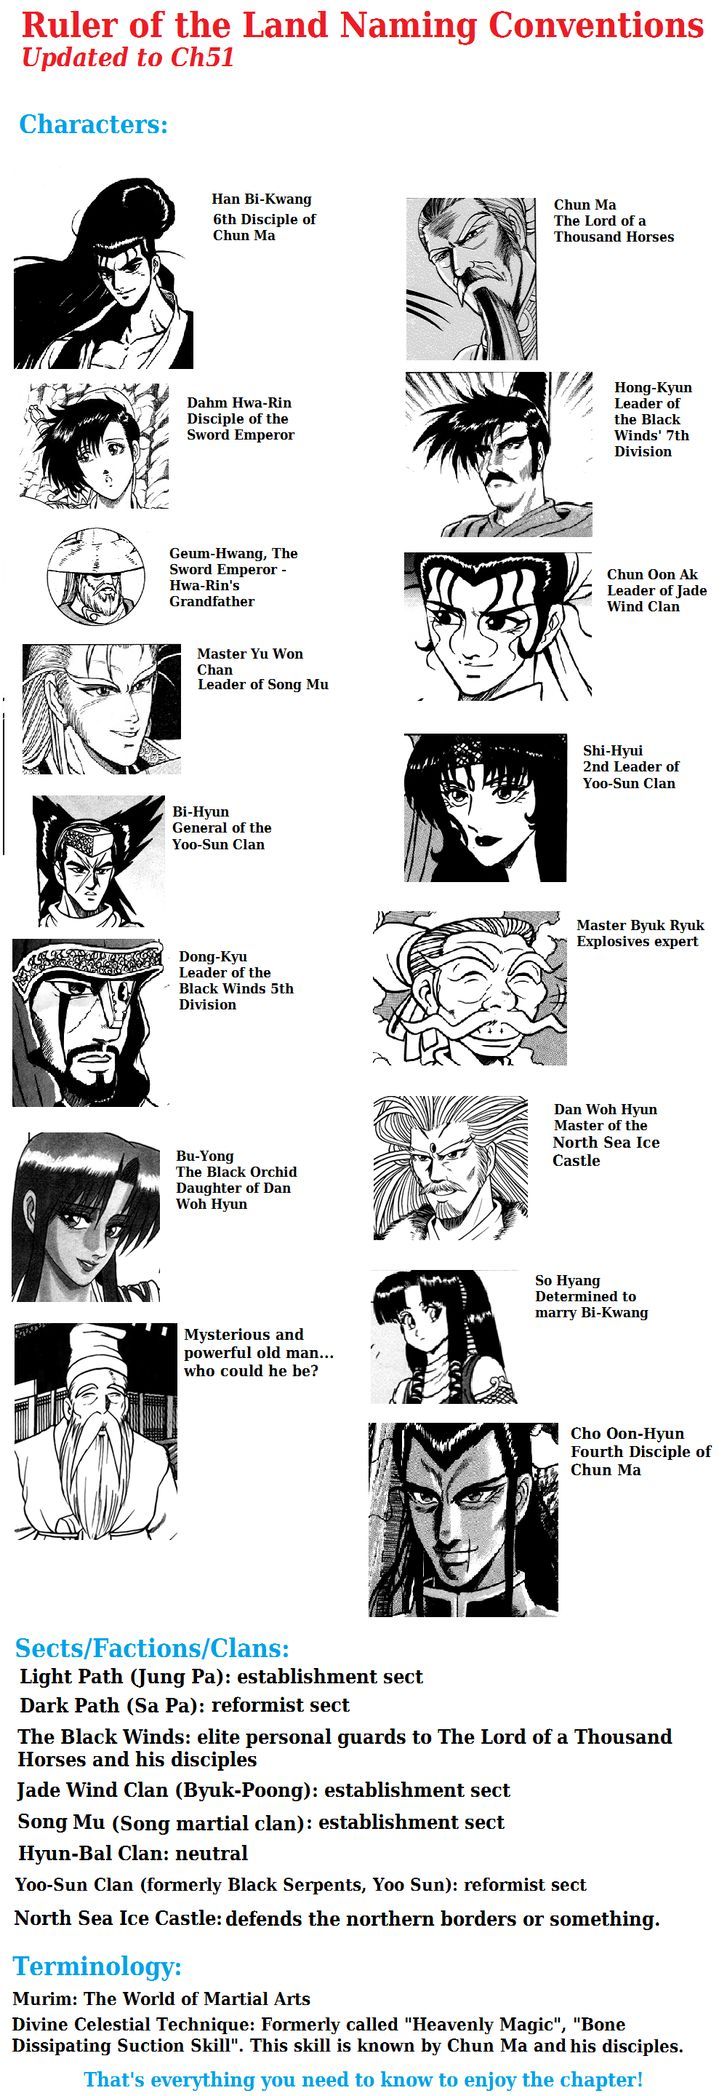 Ruler of the Land Naming Conventions
Updated to Ch51
Characters:
Han Bi-Kwang
6th Disciple of
Chun Ma
Chun Ma
The Lord of a
Thousand Horses
Dahm Hwa-Rin
Disciple of the
Sword Emperor
Hong-Kyun
Leader of
the Black
Winds' 7th
Division
Geum-Hwang, The
Sword Emperor -
Hwa-Rin's
Grandfather
Chun Oon Ak
Leader of Jade
Wind Clan
Master Yu Won
Chan
Leader of Song Mu
Shi-Hyui
2nd Leader of
Yoo-Sun Clan
Bi-Hyun
General of the
Yoo-Sun Clan
Master Byuk Ryuk
Explosives expert
Dong-Kyu
Leader of the
Black Winds 5th
Division
Dan Woh Hyun
Master of the
North Sea Ice
Castle
Bu-Yong
The Black Orchid
Daughter of Dan
Woh Hyun
So Hyang
Determined to
marry Bi-Kwang
Mysterious and
powerful old man...
who could he be?
Cho Oon-Hyun
Fourth Disciple of
Chun Ma
Sects/Factions/Clans:
Light Path (Jung Pa): establishment sect
Dark Path (Sa Pa): reformist sect
The Black Winds: elite personal guards to The Lord of a Thousand
Horses and his disciples
Jade Wind Clan (Byuk-Poong): establishment sect
Song Mu (Song martial clan): establishment sect
Hyun-Bal Clan: neutral
Yoo-Sun Clan (formerly Black Serpents, Yoo Sun): reformist sect
North Sea Ice Castle: defends the northern borders or something.
Terminology:
Murim: The World of Martial Arts
Divine Celestial Technique: Formerly called "Heavenly Magic", "Bone
Dissipating Suction Skill". This skill is known by Chun Ma and his disciples.
That's everything you need to know to enjoy the chapter!